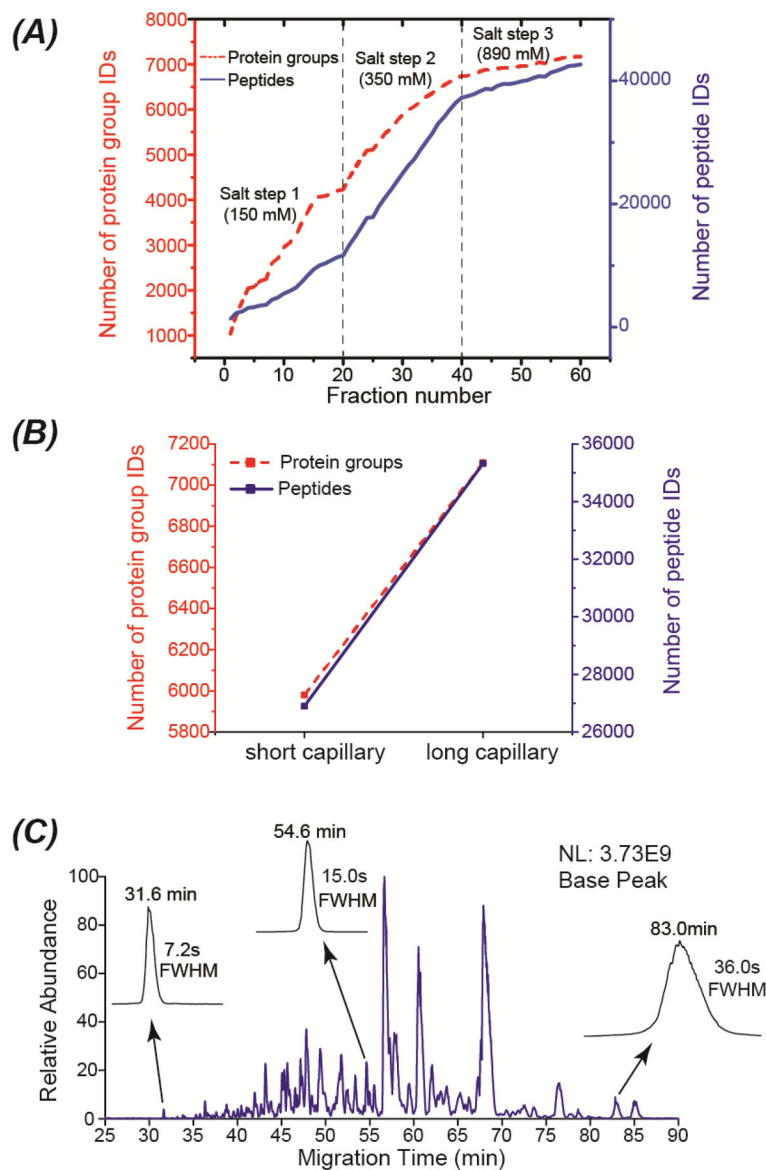 (A)
Number of protein group IDs
8000
7000
6000
5000
4000
3000
2000
1000
Protein groups
Peptides
Salt step 1
(150 mM)
Salt step 2
(350 mM)
Salt step 3
(890 mM)
40000
20000
0
Number of peptide IDs
0 10 20 30 40 50 60
Fraction number
(B)
Number of protein group IDs
7200
7000
6800
6600
6400
6200
6000
5800
Protein groups
Peptides
36000
34000
32000
30000
28000
26000
Number of peptide IDs
short capillary long capillary
(C)
Relative Abundance
100
80
60
40
20
0
31.6 min
7.2s
FWHM
54.6 min
15.0s
FWHM
NL: 3.73E9
Base Peak
83.0min
36.0s
FWHM
25 30 35 40 45 50 55 60 65 70 75 80 85 90
Migration Time (min)